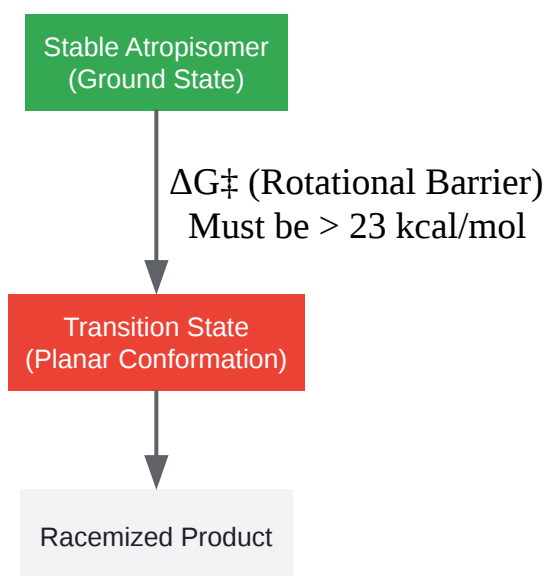 Stable Atropisomer
(Ground State)
ΔG‡ (Rotational Barrier)
Must be > 23 kcal/mol
Transition State
(Planar Conformation)
Racemized Product